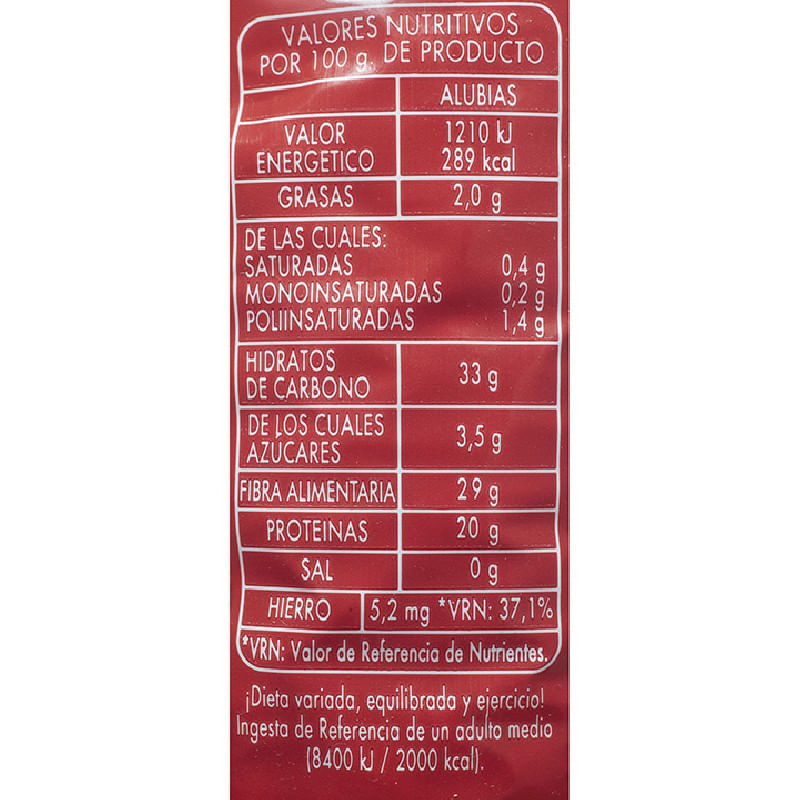 VALORES NUTRITIVOS
POR 100 g. DE PRODUCTO
ALUBIAS
VALOR
ENERGETICO
1210 kJ
289 kcal
GRASAS
2,0 g
DE LAS CUALES:
SATURADAS 0,4 g
MONOINSATURADAS 0,2 g
POLIINSATURADAS 1,4 g
HIDRATOS
DE CARBONO
33 g
DE LOS CUALES
AZÚCARES
3,5 g
FIBRA ALIMENTARIA 29 g
PROTEINAS 20 g
SAL 0 g
HIERRO 5,2 mg *VRN: 37,1%
*VRN: Valor de Referencia de Nutrientes.
¡Dieta variada, equilibrada y ejercicio!
Ingesta de Referencia de un adulto medio
(8400 kJ / 2000 kcal).